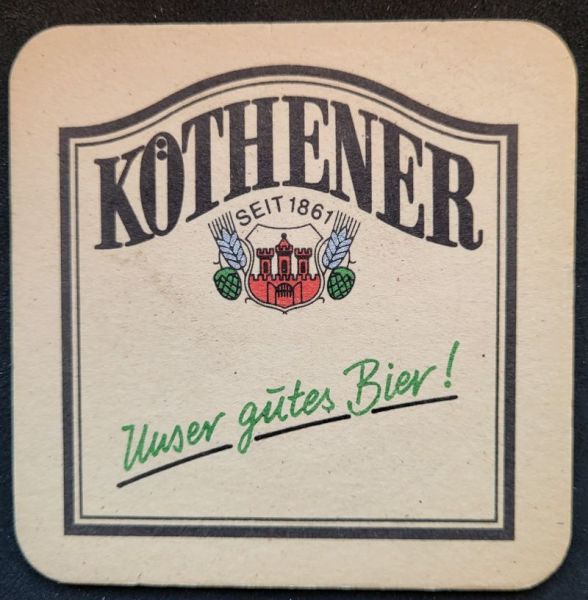 KÖTHENER
SEIT 1861
Unser gutes Bier!